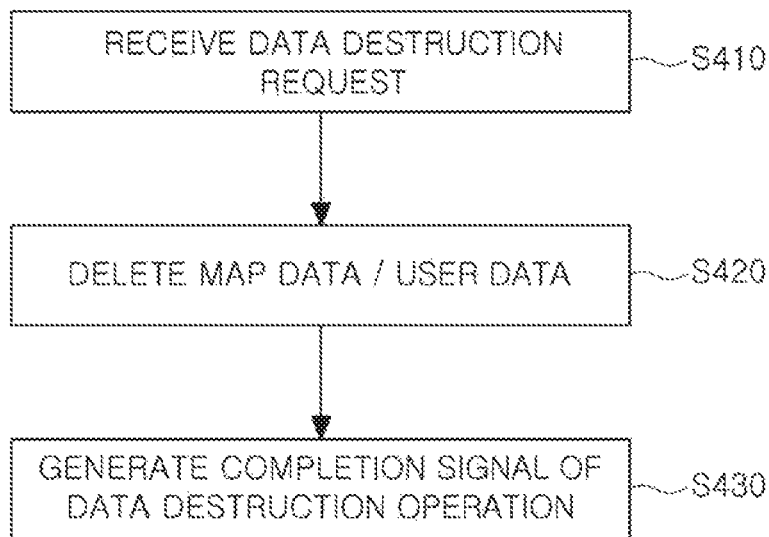 RECEIVE DATA DESTRUCTION
REQUEST
S410
DELETE MAP DATA / USER DATA
S420
GENERATE COMPLETION SIGNAL OF
DATA DESTRUCTION OPERATION
S430